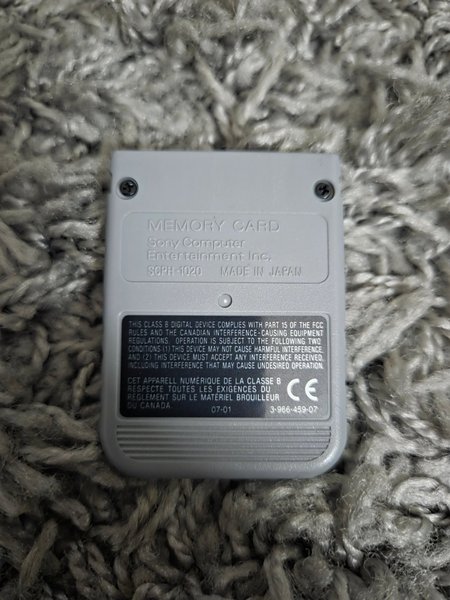 MEMORY CARD
Sony Computer
Entertainment Inc.
SCPH-1020 MADE IN JAPAN
THIS CLASS B DIGITAL DEVICE COMPLIES WITH PART 15 OF THE FCC
RULES AND THE CANADIAN INTERFERENCE-CAUSING EQUIPMENT
REGULATIONS. OPERATION IS SUBJECT TO THE FOLLOWING TWO
CONDITIONS (1) THIS DEVICE MAY NOT CAUSE HARMFUL INTERFERENCE,
AND (2) THIS DEVICE MUST ACCEPT ANY INTERFERENCE RECEIVED,
INCLUDING INTERFERENCE THAT MAY CAUSE UNDESIRED OPERATION.
CET APPAREIL NUMÉRIQUE DE LA CLASSE B
RESPECTE TOUTES LES EXIGENCES DU
RÈGLEMENT SUR LE MATÉRIEL BROUILLEUR
DU CANADA.
CE
07-01 3-966-459-07